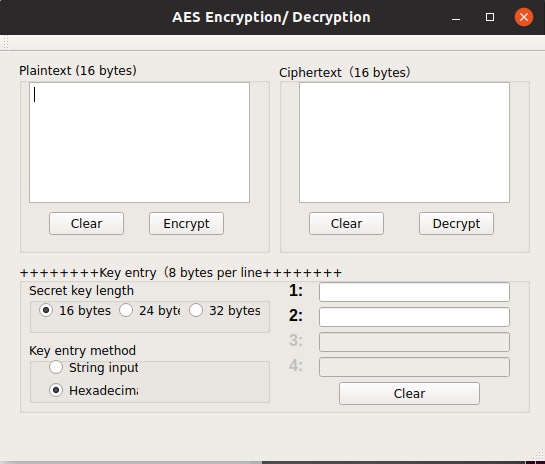 AES Encryption/ Decryption
Plaintext (16 bytes)
Ciphertext（16 bytes）
Clear
Encrypt
Clear
Decrypt
++++++++Key entry（8 bytes per line++++++++
Secret key length
16 bytes
24 byte
32 bytes
Key entry method
String input
Hexadecima
1:
2:
3:
4:
Clear